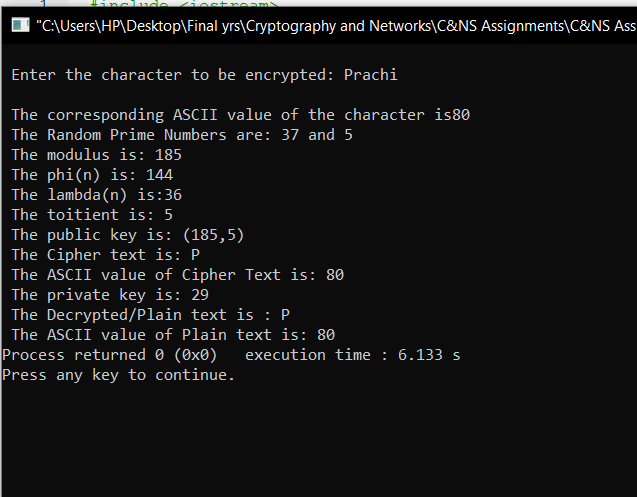 1 #include <iostream>
"C:\Users\HP\Desktop\Final yrs\Cryptography and Networks\C&NS Assignments\C&NS Ass
Enter the character to be encrypted: Prachi
The corresponding ASCII value of the character is80
The Random Prime Numbers are: 37 and 5
The modulus is: 185
The phi(n) is: 144
The lambda(n) is:36
The toitient is: 5
The public key is: (185,5)
The Cipher text is: P
The ASCII value of Cipher Text is: 80
The private key is: 29
The Decrypted/Plain text is : P
The ASCII value of Plain text is: 80
Process returned 0 (0x0)   execution time : 6.133 s
Press any key to continue.